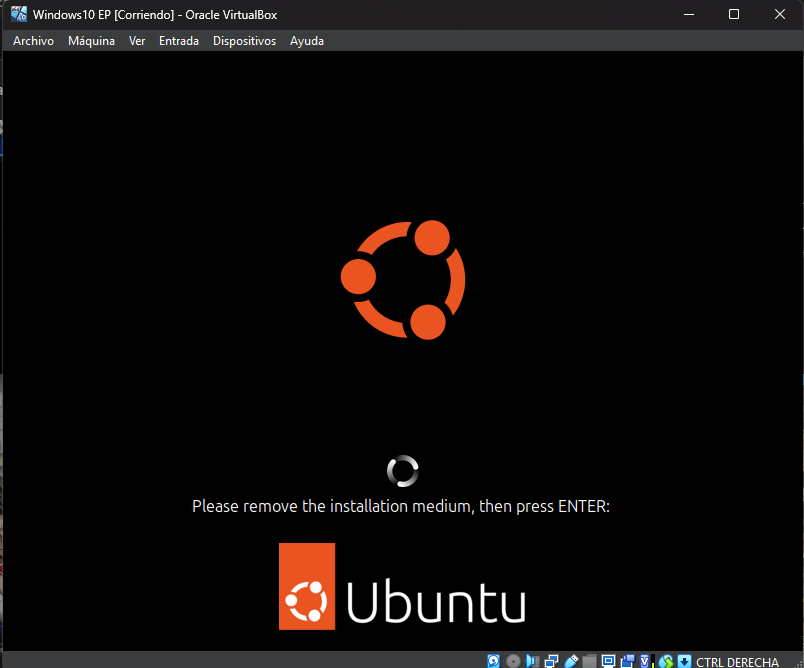 Windows10 EP [Corriendo] - Oracle VirtualBox
Archivo Máquina Ver Entrada Dispositivos Ayuda
Please remove the installation medium, then press ENTER:
Ubuntu
CTRL DERECHA